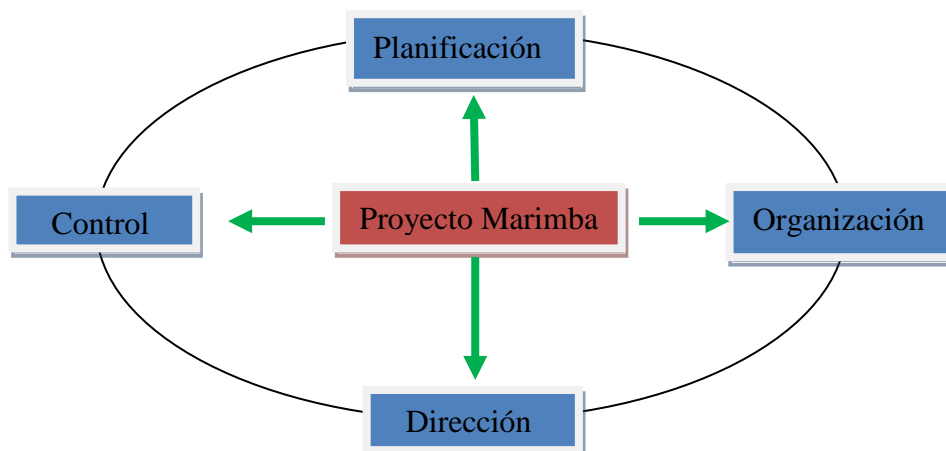 Planificación
Control
Proyecto Marimba
Organización
Dirección